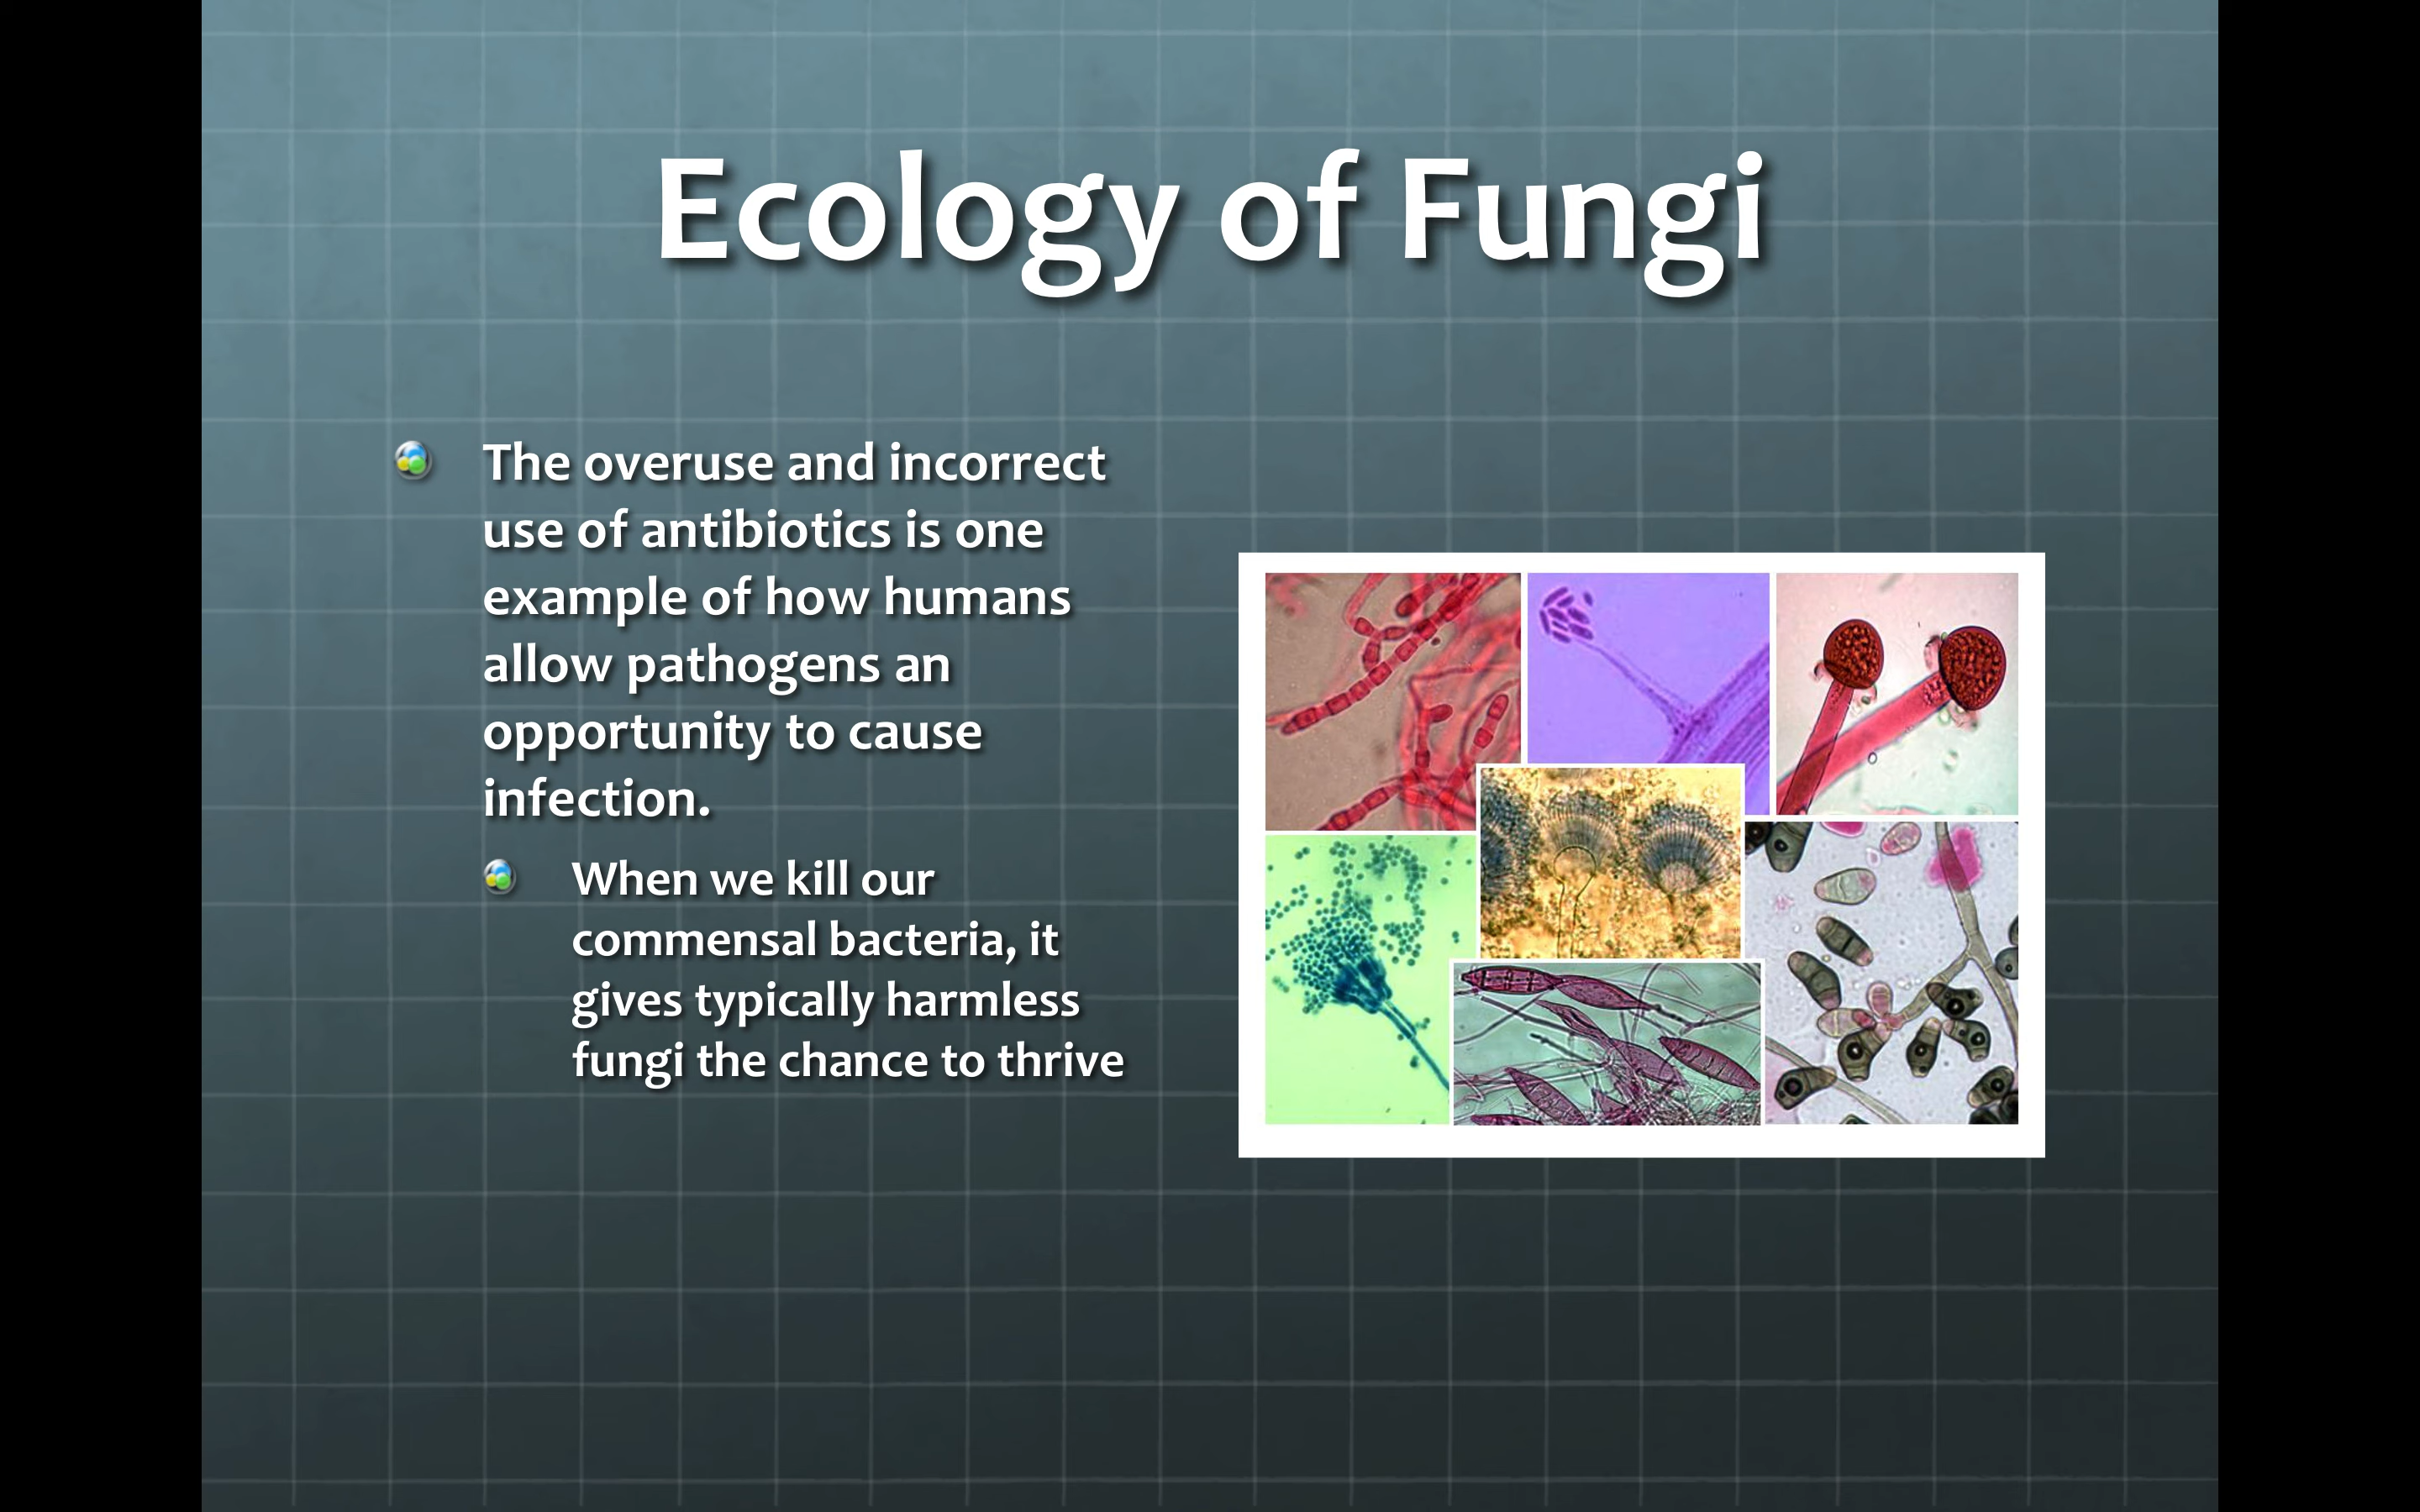 Ecology of Fungi
The overuse and incorrect
use of antibiotics is one
example of how humans
allow pathogens an
opportunity to cause
infection.
When we kill our
commensal bacteria, it
gives typically harmless
fungi the chance to thrive